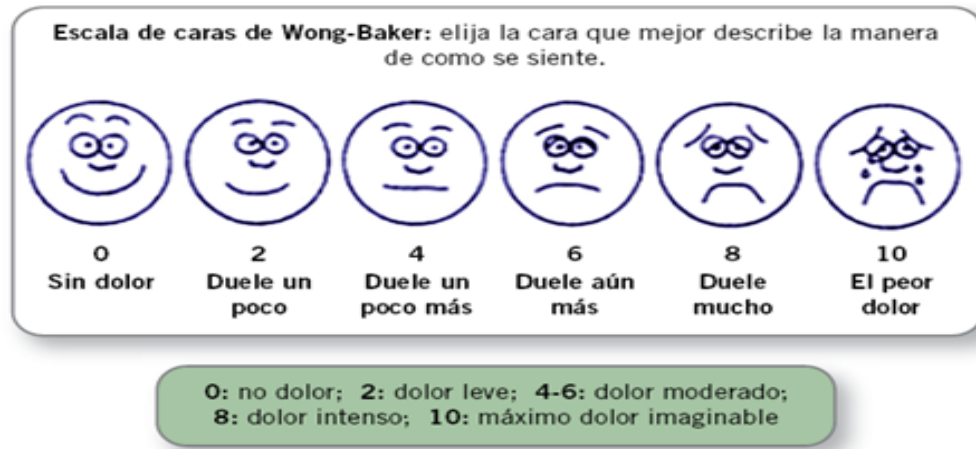 Escala de caras de Wong-Baker: elija la cara que mejor describe la manera
de como se siente.
0 2 4 6 8 10
Sin dolor Duele un Duele un Duele aún Duele El peor
poco poco más más mucho dolor
0: no dolor; 2: dolor leve; 4-6: dolor moderado;
8: dolor intenso; 10: máximo dolor imaginable